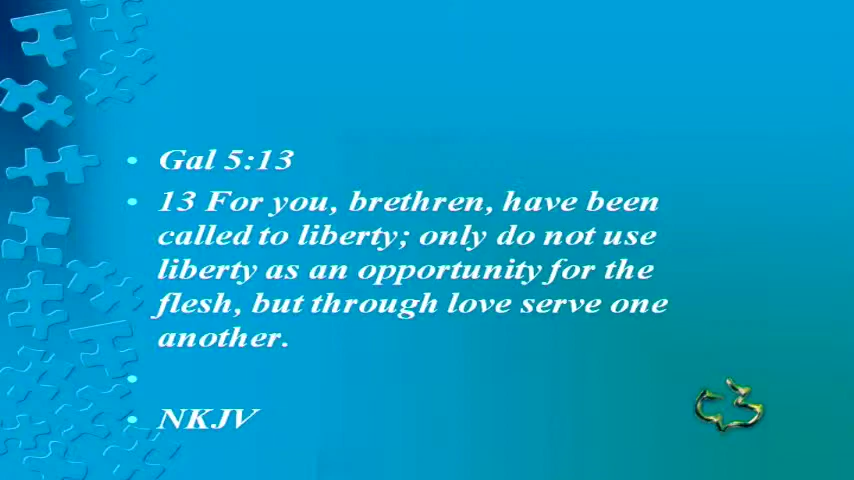 Gal 5:13
13 For you, brethren, have been
called to liberty; only do not use
liberty as an opportunity for the
flesh, but through love serve one
another.
NKJV